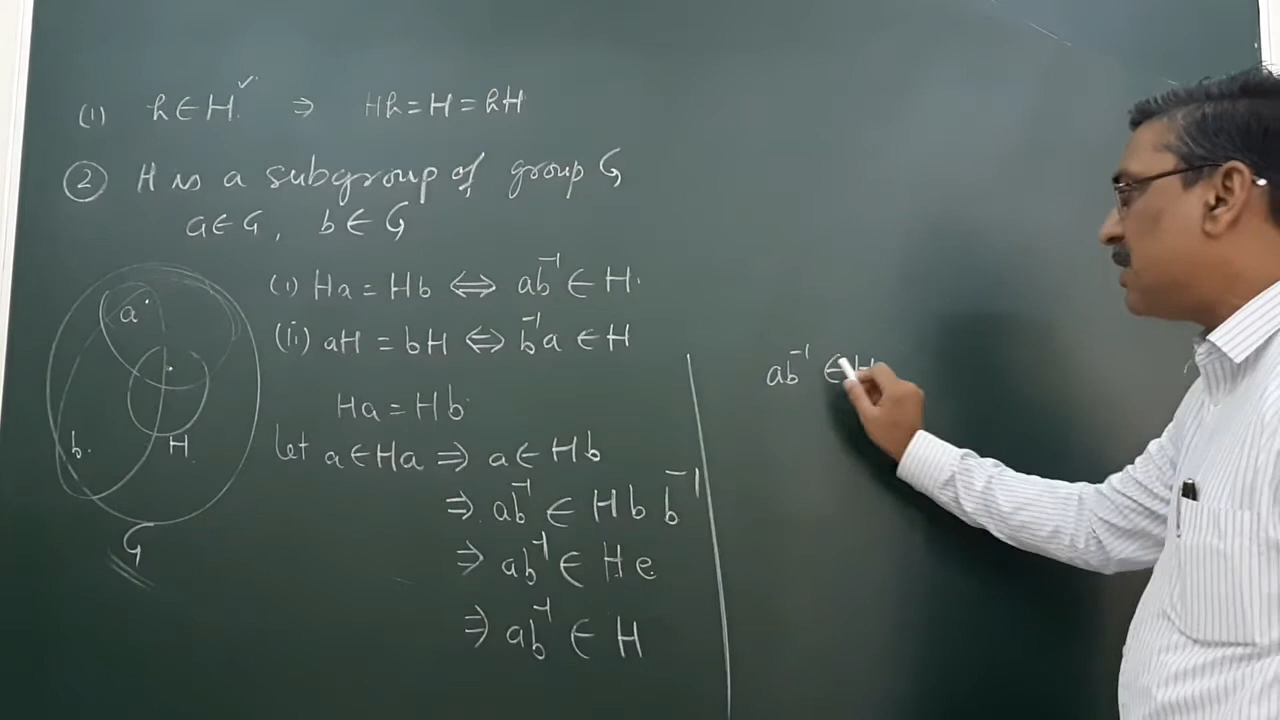 (1) h∈H ✓ ⇒ Hh=H=hH
② H is a subgroup of group G
a∈G, b∈G
(i) Ha = Hb ⇔ ab⁻¹ ∈ H.
(ii) aH = bH ⇔ b⁻¹a ∈ H
Ha = Hb
let a∈Ha ⇒ a∈Hb
⇒ ab⁻¹ ∈ Hbb⁻¹
⇒ ab⁻¹ ∈ He
⇒ ab⁻¹ ∈ H
a
b
H
G
ab⁻¹ ∈ H